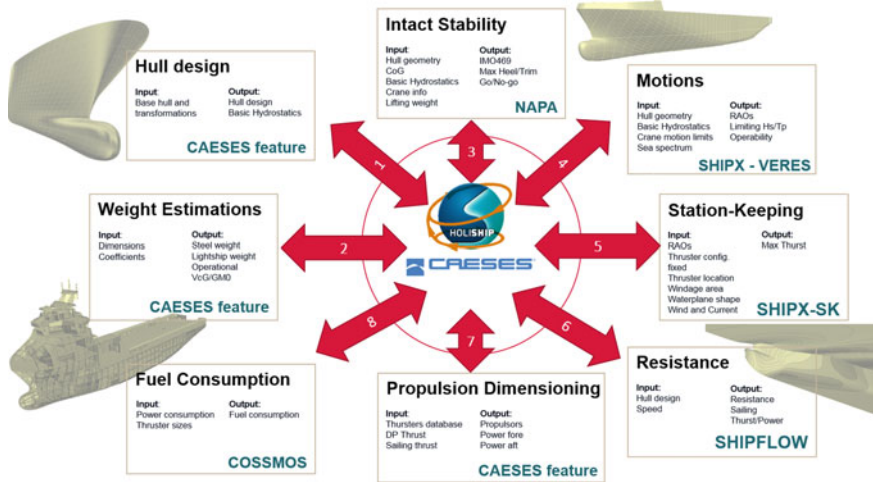 Hull design
Input:
Base hull and
transformations
Output:
Hull design
Basic Hydrostatics
CAESES feature
1
Weight Estimations
Input:
Dimensions
Coefficients
Output:
Steel weight
Lightship weight
Operational
VcG/GM0
CAESES feature
2
Intact Stability
Input:
Hull geometry
CoG
Basic Hydrostatics
Crane info
Lifting weight
Output:
IMO469
Max Heel/Trim
Go/No-go
NAPA
3
Motions
Input:
Hull geometry
Basic Hydrostatics
Crane motion limits
Sea spectrum
Output:
RAOs
Limiting Hs/Tp
Operability
SHIPX - VERES
4
HOLISHIP
CAESES
Station-Keeping
Input:
RAOs
Thruster config.
fixed
Thruster location
Windage area
Waterplane shape
Wind and Current
Output:
Max Thurst
SHIPX-SK
5
Resistance
Input:
Hull design
Speed
Output:
Resistance
Sailing
Thurst/Power
SHIPFLOW
6
Propulsion Dimensioning
Input:
Thursters database
DP Thrust
Sailing thrust
Output:
Propulsors
Power fore
Power aft
CAESES feature
7
Fuel Consumption
Input:
Power consumption
Thruster sizes
Output:
Fuel consumption
COSSMOS
8